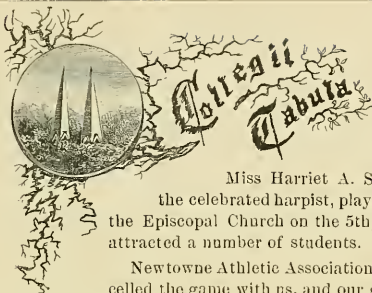 Collegii
Tabula.
Miss Harriet A. S
the celebrated harpist, play
the Episcopal Church on the 5th
attracted a number of students.
Newtowne Athletic Association
celled the game with us, and our